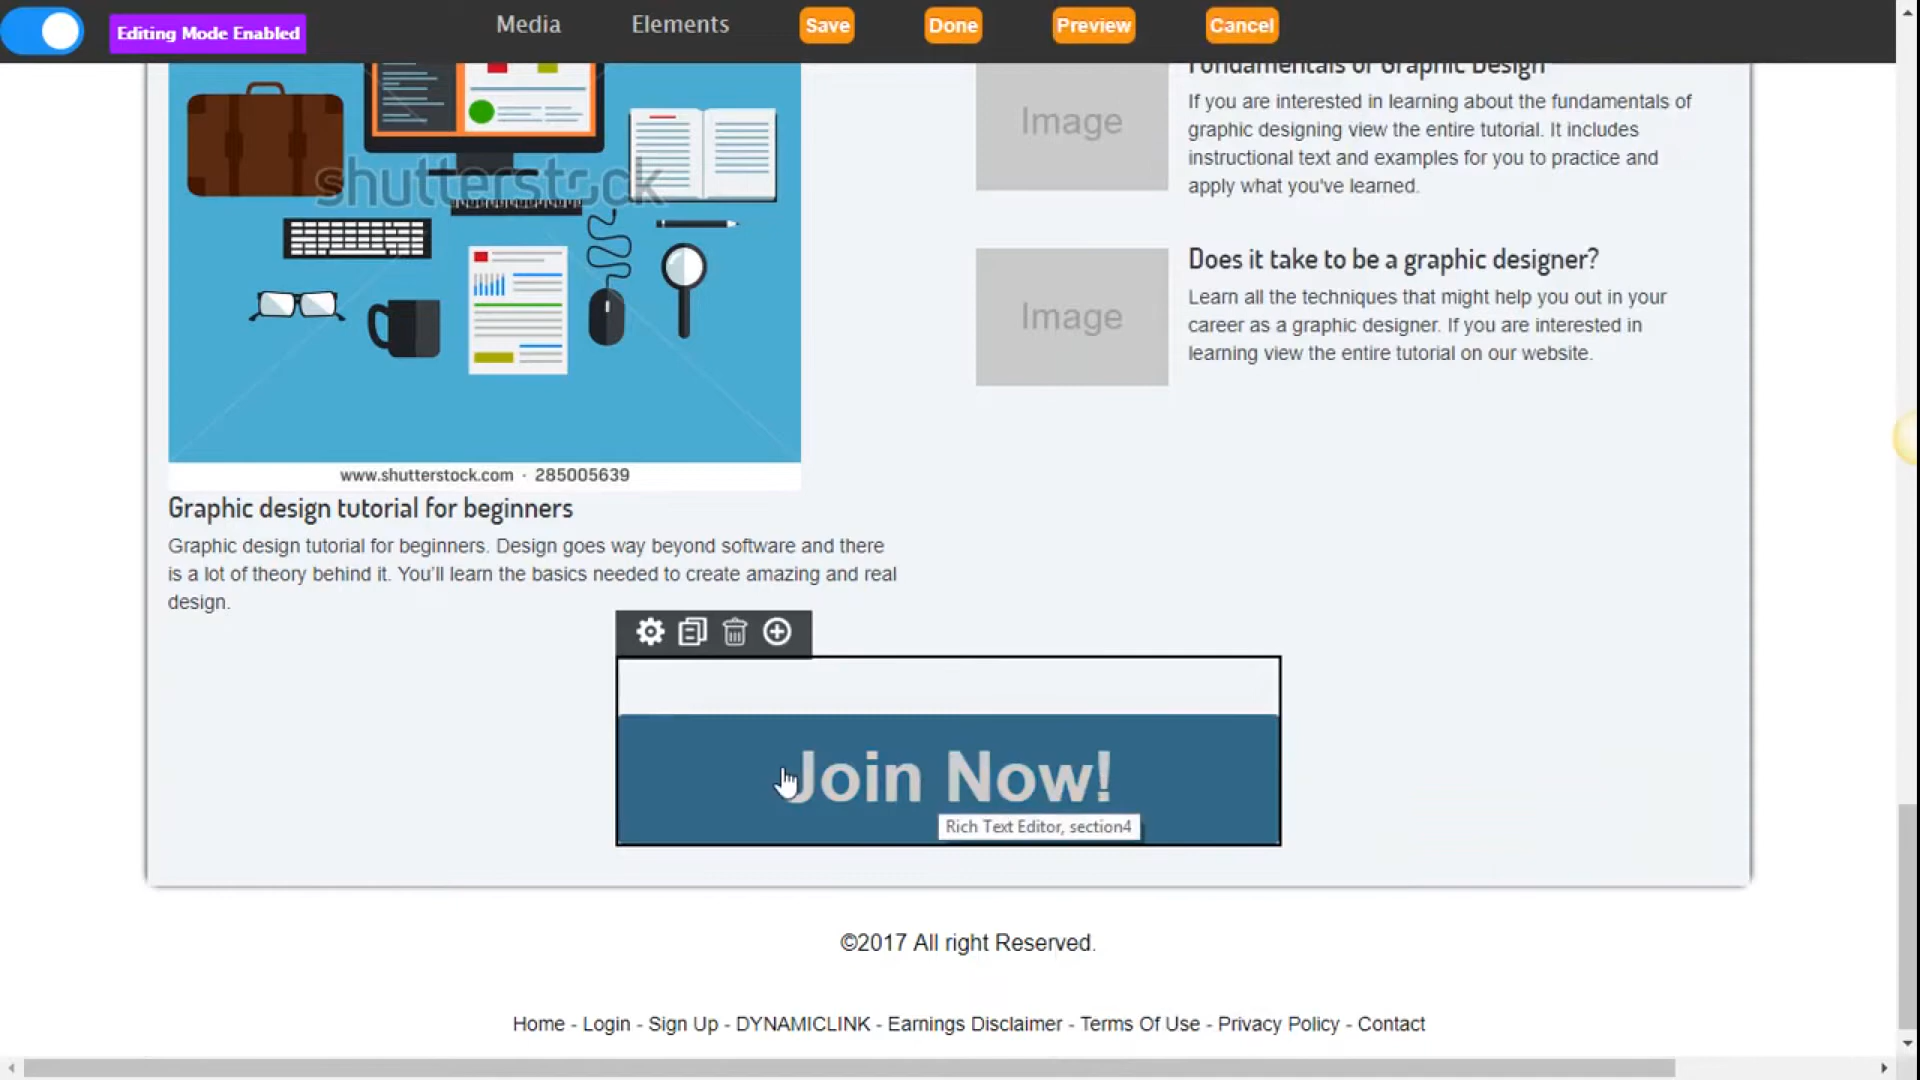 Editing Mode Enabled
Media
Elements
Save
Done
Preview
Cancel
shutterstock
www.shutterstock.com · 285005639
Graphic design tutorial for beginners
Graphic design tutorial for beginners. Design goes way beyond software and there
is a lot of theory behind it. You'll learn the basics needed to create amazing and real
design.
Image
Fundamentals of Graphic Design
If you are interested in learning about the fundamentals of
graphic designing view the entire tutorial. It includes
instructional text and examples for you to practice and
apply what you've learned.
Image
Does it take to be a graphic designer?
Learn all the techniques that might help you out in your
career as a graphic designer. If you are interested in
learning view the entire tutorial on our website.
Join Now!
Rich Text Editor, section4
©2017 All right Reserved.
Home - Login - Sign Up - DYNAMICLINK - Earnings Disclaimer - Terms Of Use - Privacy Policy - Contact